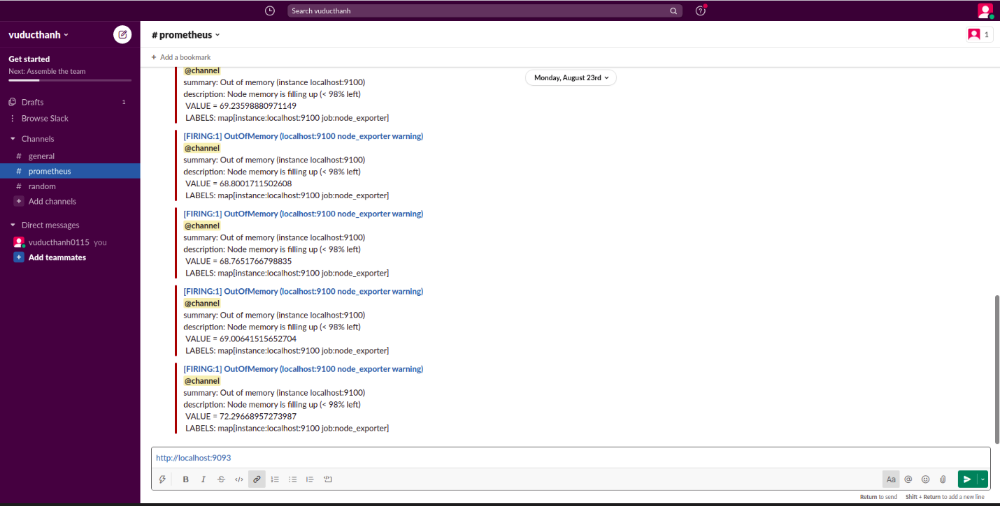 Search vuducthanh
vuducthanh
Get started
Next: Assemble the team
Drafts 1
Browse Slack
Channels
# general
# prometheus
# random
+ Add channels
Direct messages
vuducthanh0115 you
+ Add teammates
# prometheus
1
+ Add a bookmark
Monday, August 23rd
@channel
summary: Out of memory (instance localhost:9100)
description: Node memory is filling up (< 98% left)
VALUE = 69.23598880971149
LABELS: map[instance:localhost:9100 job:node_exporter]
[FIRING:1] OutOfMemory (localhost:9100 node_exporter warning)
@channel
summary: Out of memory (instance localhost:9100)
description: Node memory is filling up (< 98% left)
VALUE = 68.8001711502608
LABELS: map[instance:localhost:9100 job:node_exporter]
[FIRING:1] OutOfMemory (localhost:9100 node_exporter warning)
@channel
summary: Out of memory (instance localhost:9100)
description: Node memory is filling up (< 98% left)
VALUE = 68.7651766798835
LABELS: map[instance:localhost:9100 job:node_exporter]
[FIRING:1] OutOfMemory (localhost:9100 node_exporter warning)
@channel
summary: Out of memory (instance localhost:9100)
description: Node memory is filling up (< 98% left)
VALUE = 69.00641515652704
LABELS: map[instance:localhost:9100 job:node_exporter]
[FIRING:1] OutOfMemory (localhost:9100 node_exporter warning)
@channel
summary: Out of memory (instance localhost:9100)
description: Node memory is filling up (< 98% left)
VALUE = 72.29668957273987
LABELS: map[instance:localhost:9100 job:node_exporter]
http://localhost:9093
B I S </> Aa @
Return to send Shift + Return to add a new line